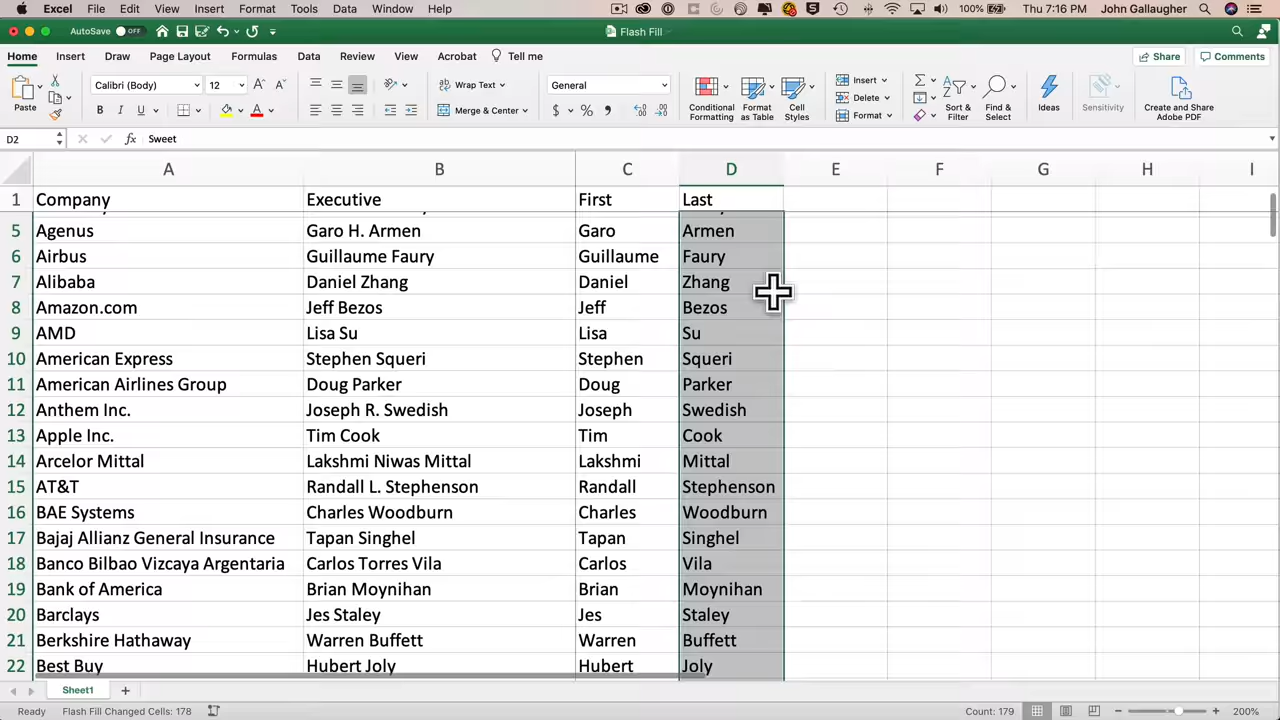 Excel File Edit View Insert Format Tools Data Window Help 100% Thu 7:16 PM John Gallaugher
AutoSave OFF Flash Fill
Home Insert Draw Page Layout Formulas Data Review View Acrobat Tell me Share Comments
Paste Calibri (Body) 12 A A Wrap Text General Conditional Formatting Format as Table Cell Styles Insert Sort & Filter Find & Select Ideas Sensitivity Create and Share Adobe PDF
B I U A Merge & Center $ % Delete
Format
D2 fx Sweet
A B C D E F G H I
1 Company Executive First Last
5 Agenus Garo H. Armen Garo Armen
6 Airbus Guillaume Faury Guillaume Faury
7 Alibaba Daniel Zhang Daniel Zhang
8 Amazon.com Jeff Bezos Jeff Bezos
9 AMD Lisa Su Lisa Su
10 American Express Stephen Squeri Stephen Squeri
11 American Airlines Group Doug Parker Doug Parker
12 Anthem Inc. Joseph R. Swedish Joseph Swedish
13 Apple Inc. Tim Cook Tim Cook
14 Arcelor Mittal Lakshmi Niwas Mittal Lakshmi Mittal
15 AT&T Randall L. Stephenson Randall Stephenson
16 BAE Systems Charles Woodburn Charles Woodburn
17 Bajaj Allianz General Insurance Tapan Singhel Tapan Singhel
18 Banco Bilbao Vizcaya Argentaria Carlos Torres Vila Carlos Vila
19 Bank of America Brian Moynihan Brian Moynihan
20 Barclays Jes Staley Jes Staley
21 Berkshire Hathaway Warren Buffett Warren Buffett
22 Best Buy Hubert Joly Hubert Joly
Sheet1
Ready Flash Fill Changed Cells: 178 Count: 179 200%